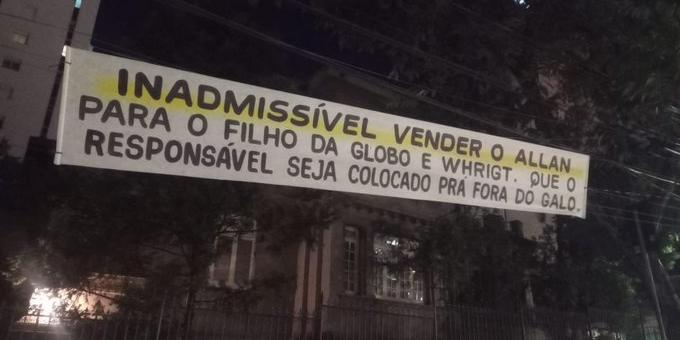 INADMISSÍVEL VENDER O ALLAN
PARA O FILHO DA GLOBO E WHRIGT. QUE O
RESPONSÁVEL SEJA COLOCADO PRÁ FORA DO GALO.